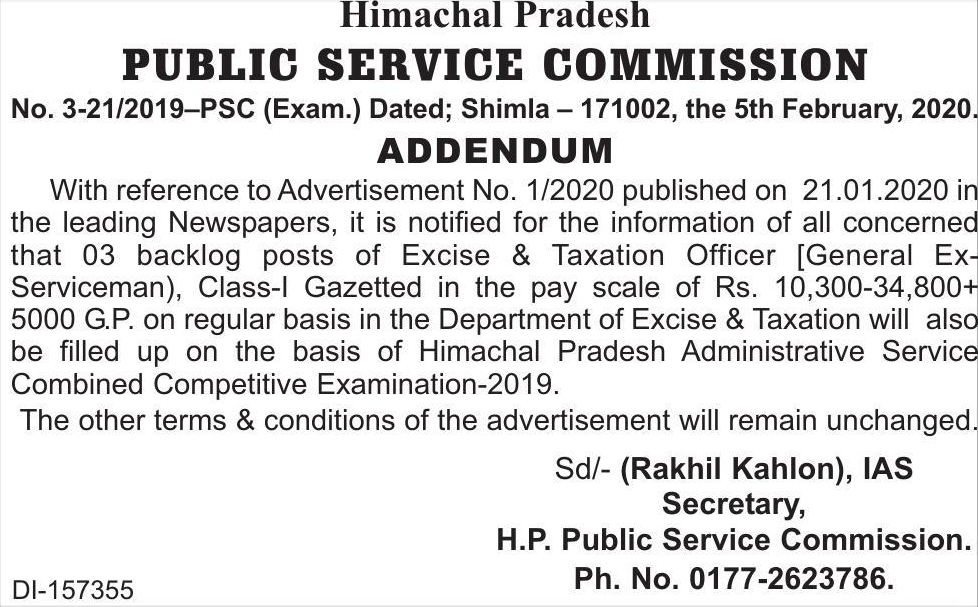 Himachal Pradesh
PUBLIC SERVICE COMMISSION
No. 3-21/2019–PSC (Exam.) Dated; Shimla – 171002, the 5th February, 2020.
ADDENDUM
With reference to Advertisement No. 1/2020 published on 21.01.2020 in
the leading Newspapers, it is notified for the information of all concerned
that 03 backlog posts of Excise & Taxation Officer [General Ex-
Serviceman), Class-I Gazetted in the pay scale of Rs. 10,300-34,800+
5000 G.P. on regular basis in the Department of Excise & Taxation will also
be filled up on the basis of Himachal Pradesh Administrative Service
Combined Competitive Examination-2019.
The other terms & conditions of the advertisement will remain unchanged.
Sd/- (Rakhil Kahlon), IAS
Secretary,
H.P. Public Service Commission.
Ph. No. 0177-2623786.
DI-157355